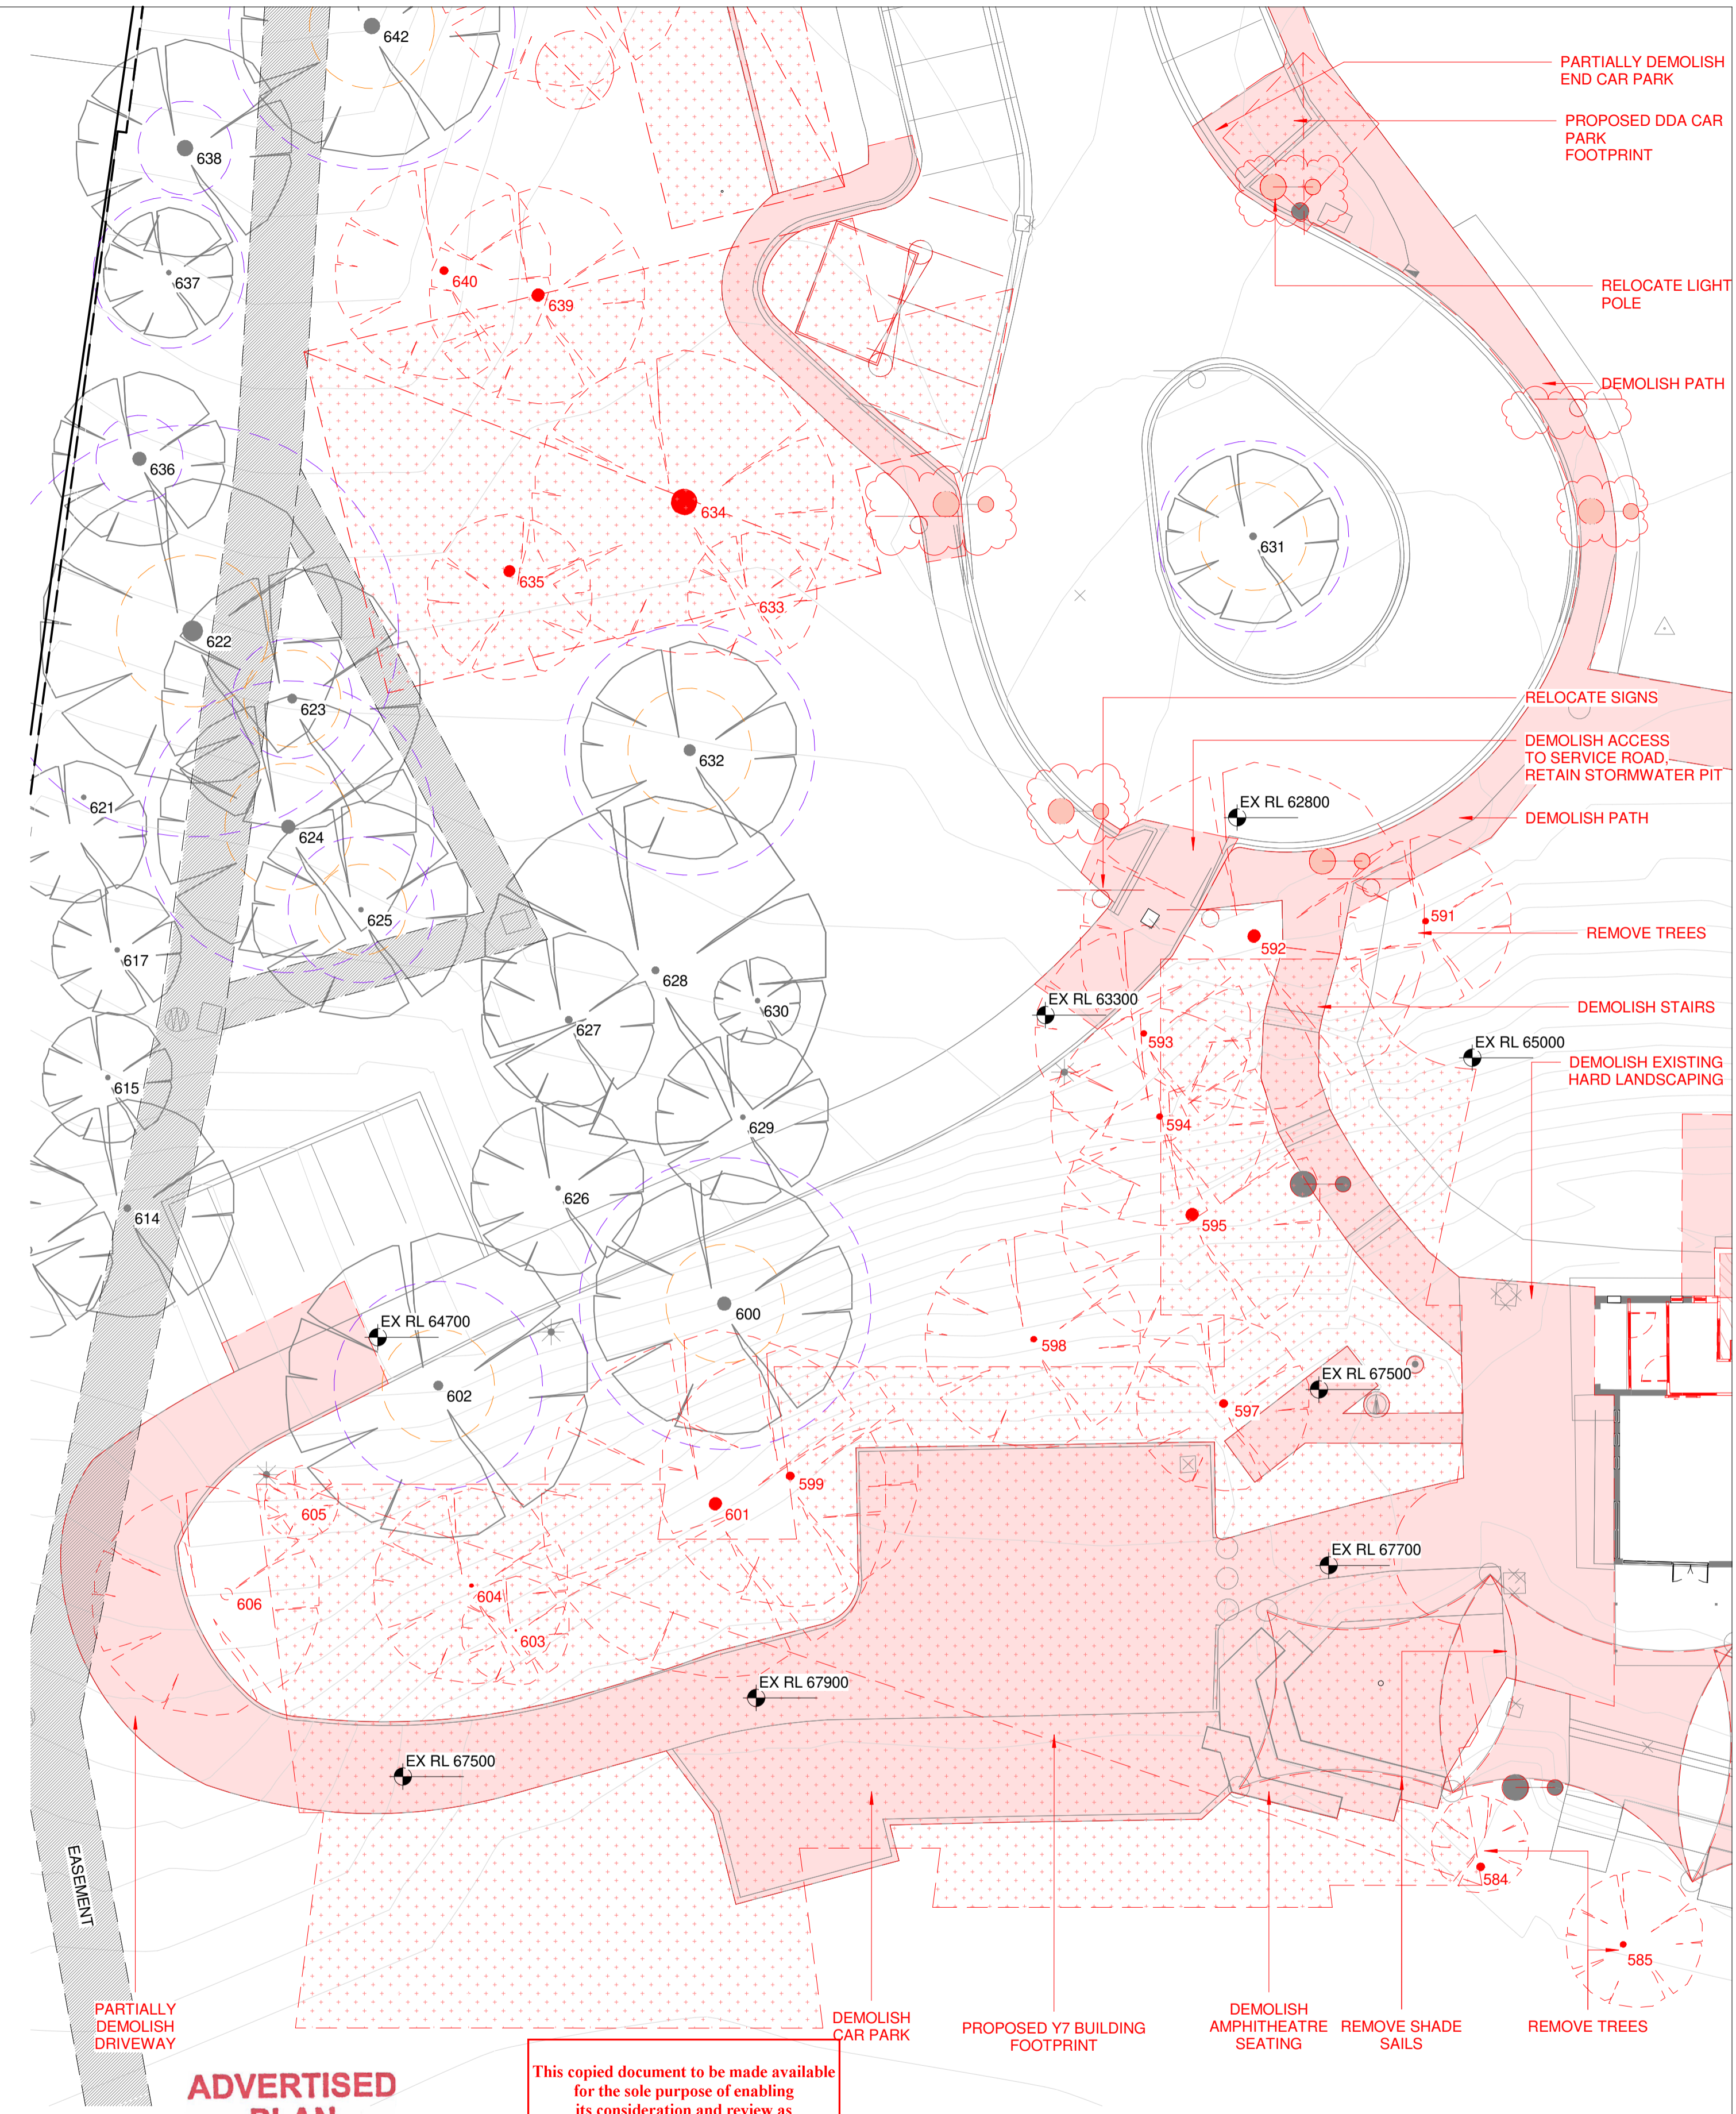 642
PARTIALLY DEMOLISH
END CAR PARK
PROPOSED DDA CAR
PARK
FOOTPRINT
638
637
640
639
RELOCATE LIGHT
POLE
DEMOLISH PATH
636
634
631
635
633
622
623
632
RELOCATE SIGNS
DEMOLISH ACCESS
TO SERVICE ROAD,
RETAIN STORMWATER PIT
621
624
EX RL 62800
DEMOLISH PATH
625
591
592
REMOVE TREES
617
628
630
627
EX RL 63300
593
DEMOLISH STAIRS
EX RL 65000
DEMOLISH EXISTING
HARD LANDSCAPING
615
594
629
626
614
595
600
EX RL 64700
598
602
EX RL 67500
597
599
601
605
EX RL 67700
604
606
603
EX RL 67900
EX RL 67500
EASEMENT
584
585
PARTIALLY
DEMOLISH
DRIVEWAY
DEMOLISH
CAR PARK
PROPOSED Y7 BUILDING
FOOTPRINT
DEMOLISH
AMPHITHEATRE
SEATING
REMOVE SHADE
SAILS
REMOVE TREES
ADVERTISED
PLAN
This copied document to be made available
for the sole purpose of enabling
its consideration and review as